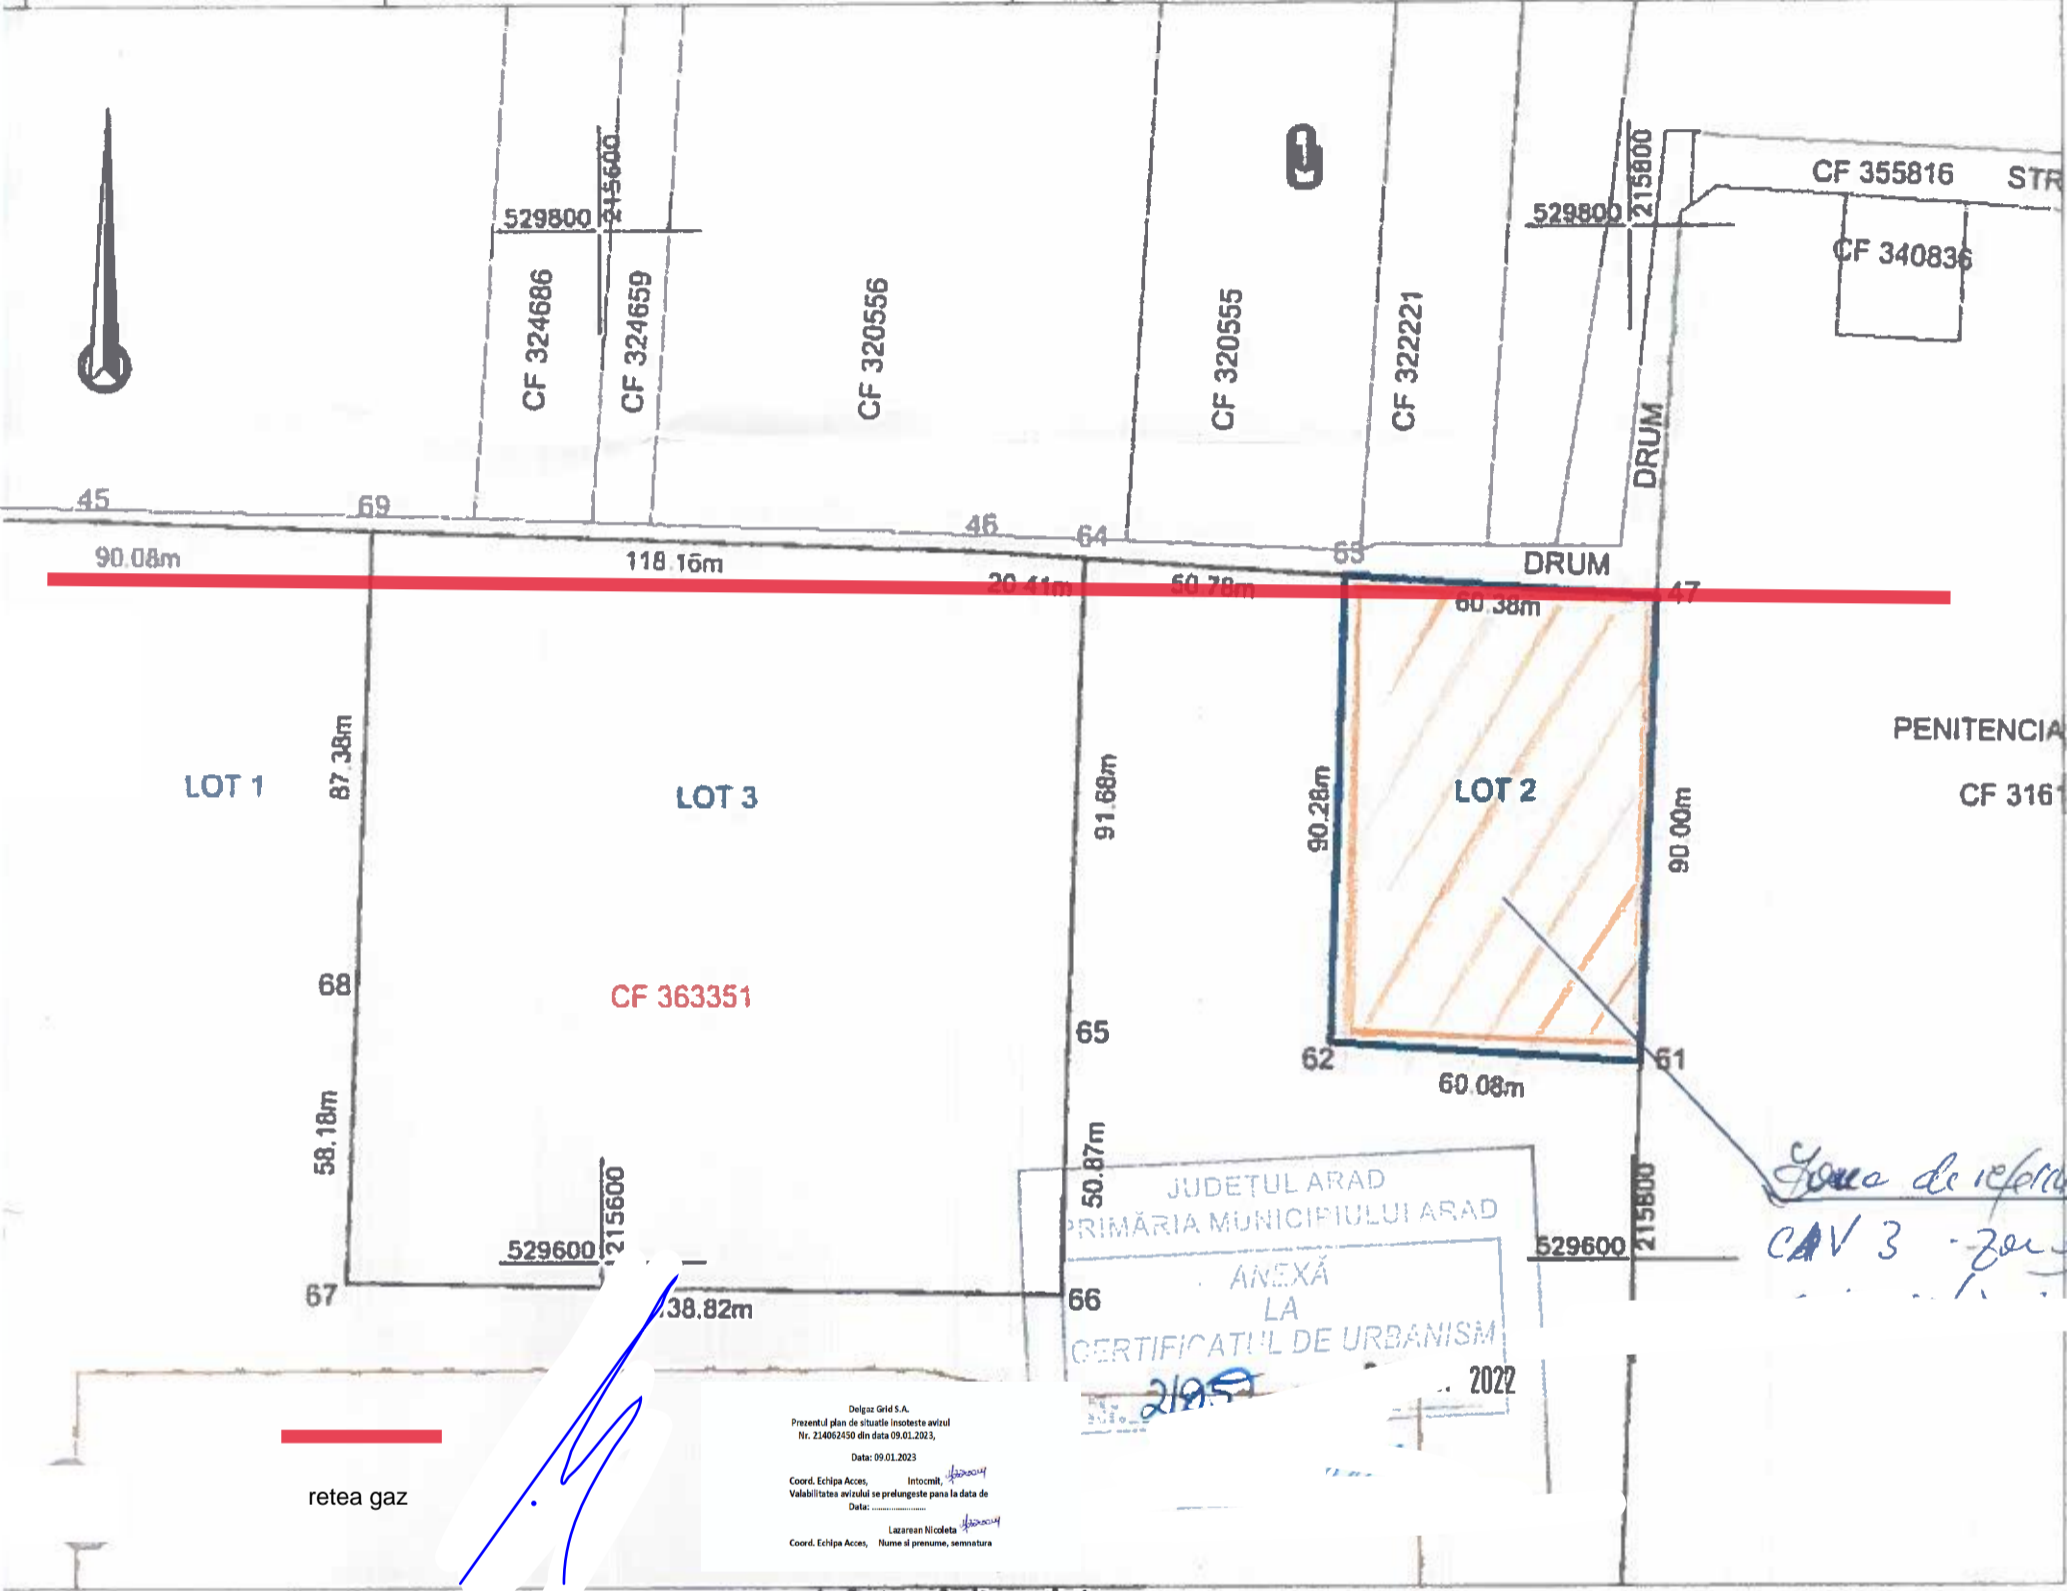 215600
215800
CF 355816 STR
529800
529800
CF 340836
CF 324686
CF 324659
CF 320556
CF 320555
CF 322221
DRUM
45
69
46
64
63
DRUM
90.08m
118.16m
20.41m
50.78m
60.38m
47
PENITENCIA
87.38m
LOT 1
LOT 3
91.68m
90.28m
LOT 2
90.00m
CF 3161
68
CF 363351
65
62
61
60.08m
58.18m
50.87m
JUDEȚUL ARAD
PRIMĂRIA MUNICIPIULUI ARAD
215600
215800
de
529600
529600
CAV 3
ANEXĂ
67
66
LA
38.82m
CERTIFICATUL DE URBANISM
2022
Delgaz Grid S.A.
Prezentul plan de situatie insoteste avizul
Nr. 214062450 din data 09.01.2023,
Data: 09.01.2023
Coord. Echipa Acces, Intocmit,
Valabilitatea avizului se prelungeste pana la data de
Data: ......................
retea gaz
Lazarean Nicoleta
Coord. Echipa Acces, Nume si prenume, semnatura